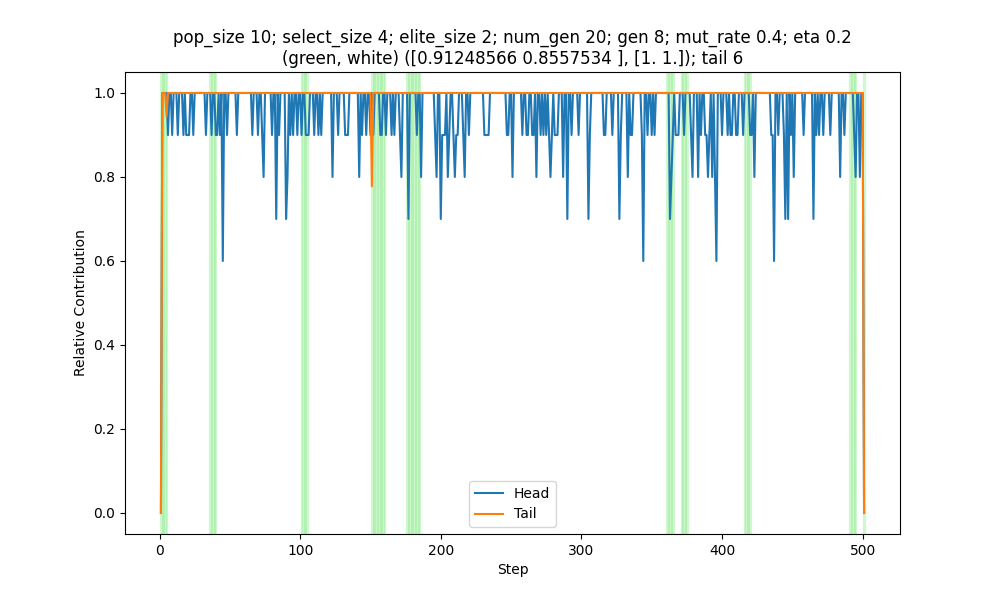 pop_size 10; select_size 4; elite_size 2; num_gen 20; gen 8; mut_rate 0.4; eta 0.2
(green, white) ([0.91248566 0.8557534 ], [1. 1.]); tail 6
1.0
0.8
0.6
0.4
0.2
0.0
Relative Contribution
Head
Tail
0 100 200 300 400 500
Step